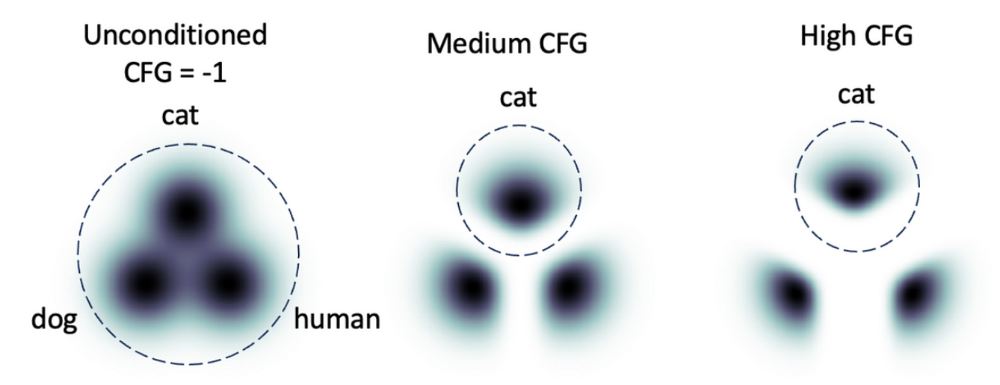 Unconditioned
CFG = -1
cat
dog
human
Medium CFG
cat
High CFG
cat